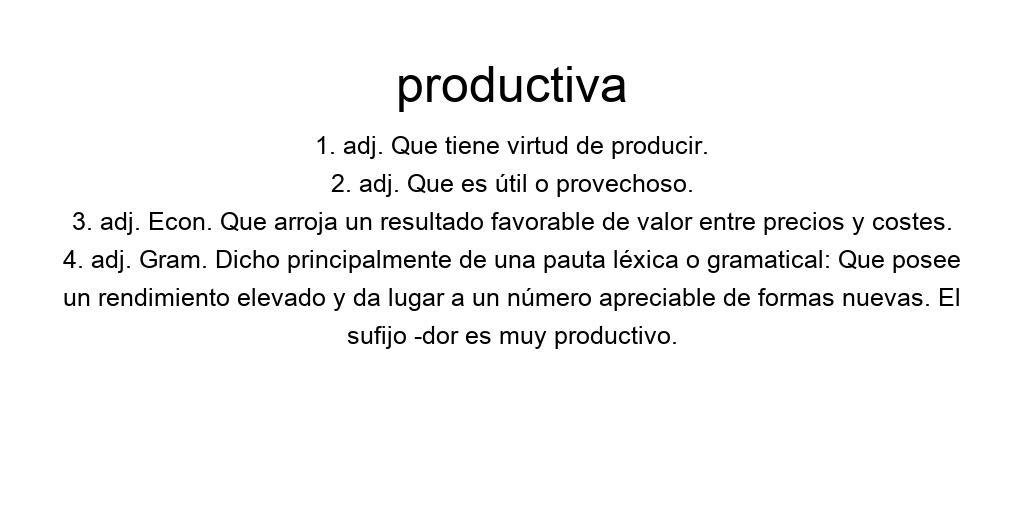 productiva
1. adj. Que tiene virtud de producir.
2. adj. Que es útil o provechoso.
3. adj. Econ. Que arroja un resultado favorable de valor entre precios y costes.
4. adj. Gram. Dicho principalmente de una pauta léxica o gramatical: Que posee
un rendimiento elevado y da lugar a un número apreciable de formas nuevas. El
sufijo -dor es muy productivo.